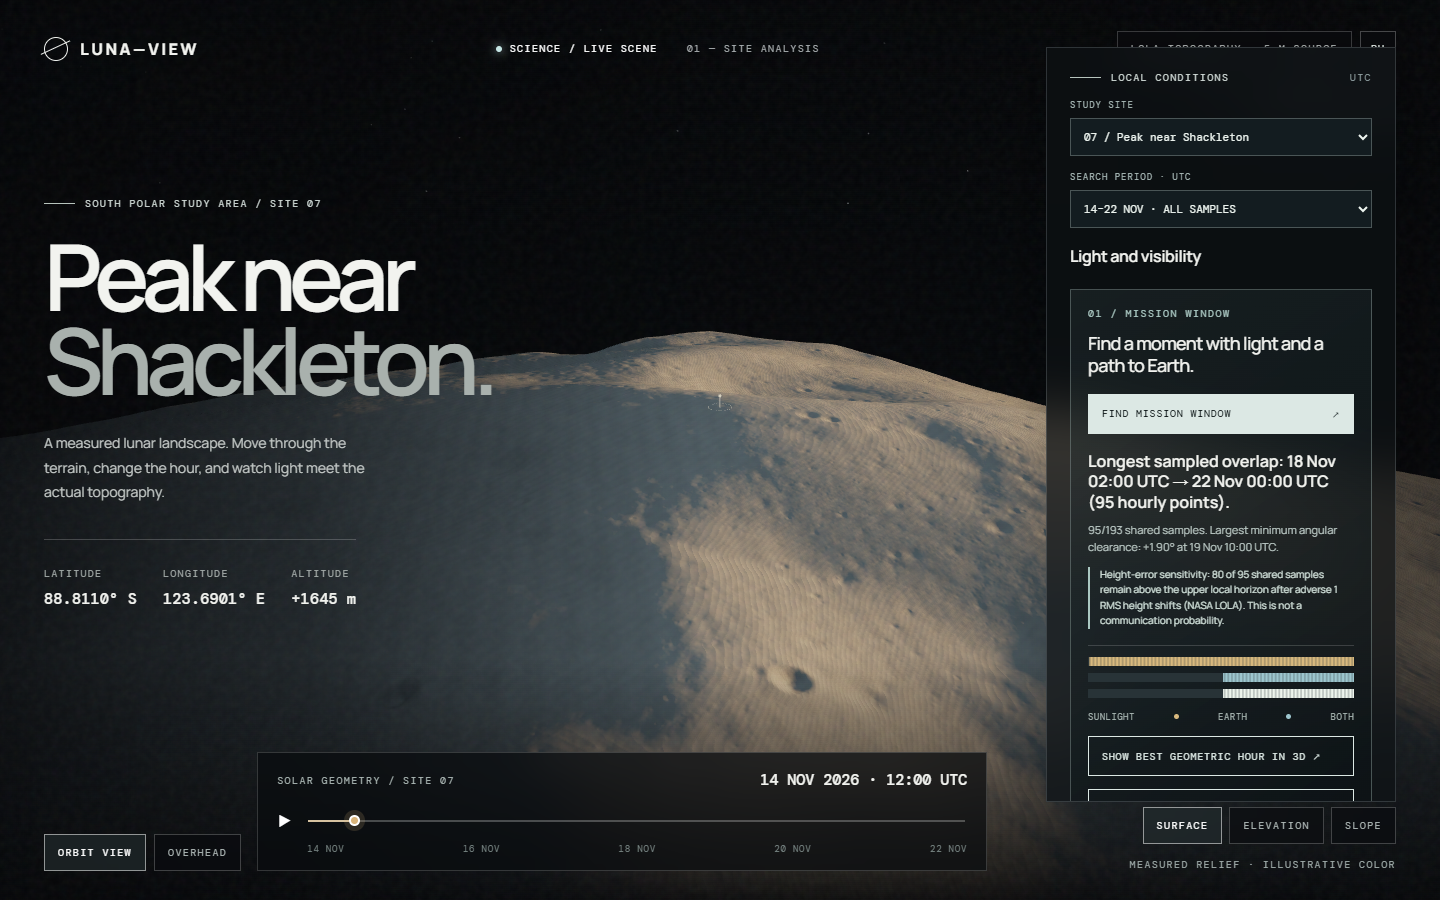 LUNA—VIEW
SCIENCE / LIVE SCENE
01 — SITE ANALYSIS
SOUTH POLAR STUDY AREA / SITE 07
Peak near
Shackleton.
A measured lunar landscape. Move through the
terrain, change the hour, and watch light meet the
actual topography.
LATITUDE LONGITUDE ALTITUDE
88.8110° S 123.6901° E +1645 m
LOCAL CONDITIONS UTC
STUDY SITE
07 / Peak near Shackleton
SEARCH PERIOD · UTC
14–22 NOV · ALL SAMPLES
Light and visibility
01 / MISSION WINDOW
Find a moment with light and a
path to Earth.
FIND MISSION WINDOW ↗
Longest sampled overlap: 18 Nov
02:00 UTC → 22 Nov 00:00 UTC
(95 hourly points).
95/193 shared samples. Largest minimum angular
clearance: +1.90° at 19 Nov 10:00 UTC.
Height-error sensitivity: 80 of 95 shared samples
remain above the upper local horizon after adverse 1
RMS height shifts (NASA LOLA). This is not a
communication probability.
SUNLIGHT EARTH BOTH
SHOW BEST GEOMETRIC HOUR IN 3D ↗
SOLAR GEOMETRY / SITE 07
14 NOV 2026 · 12:00 UTC
14 NOV 16 NOV 18 NOV 20 NOV 22 NOV
ORBIT VIEW OVERHEAD
SURFACE ELEVATION SLOPE
MEASURED RELIEF · ILLUSTRATIVE COLOR